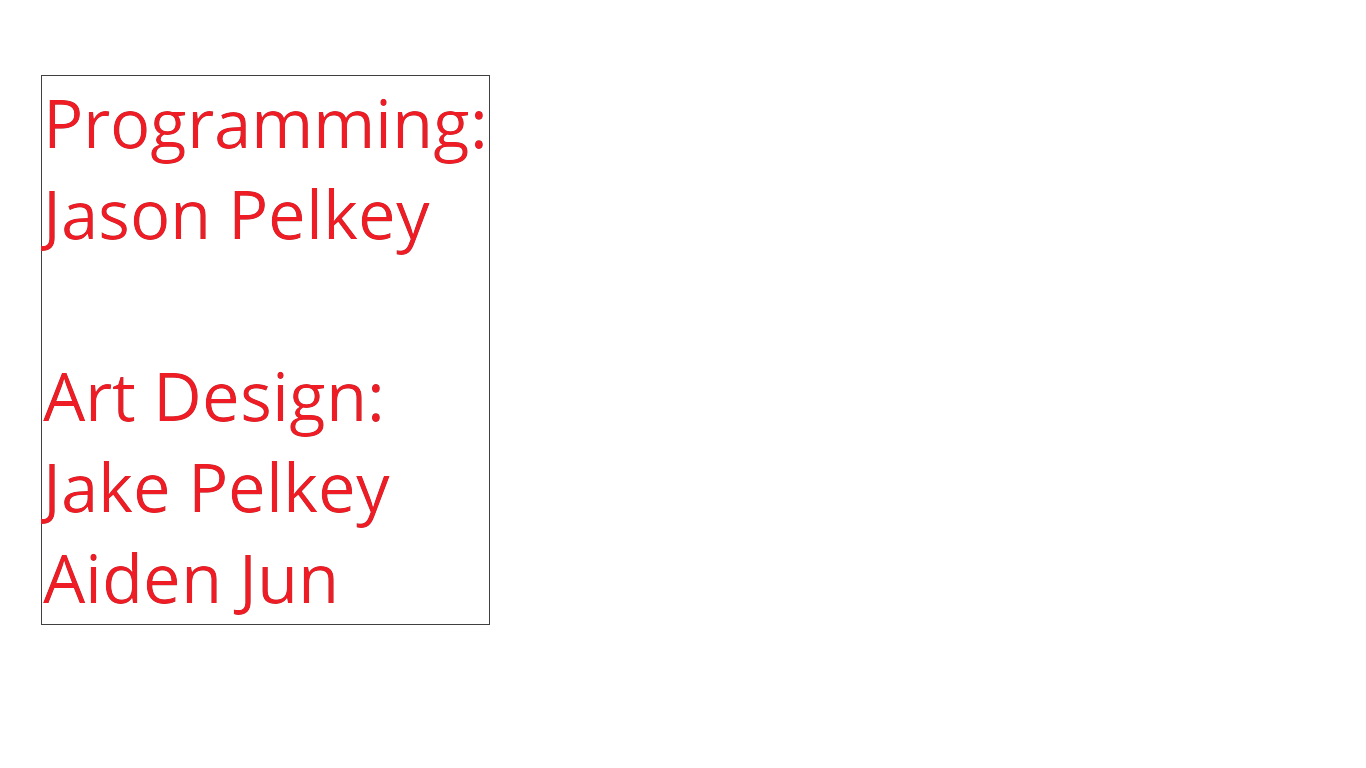 Programming:
Jason Pelkey
Art Design:
Jake Pelkey
Aiden Jun